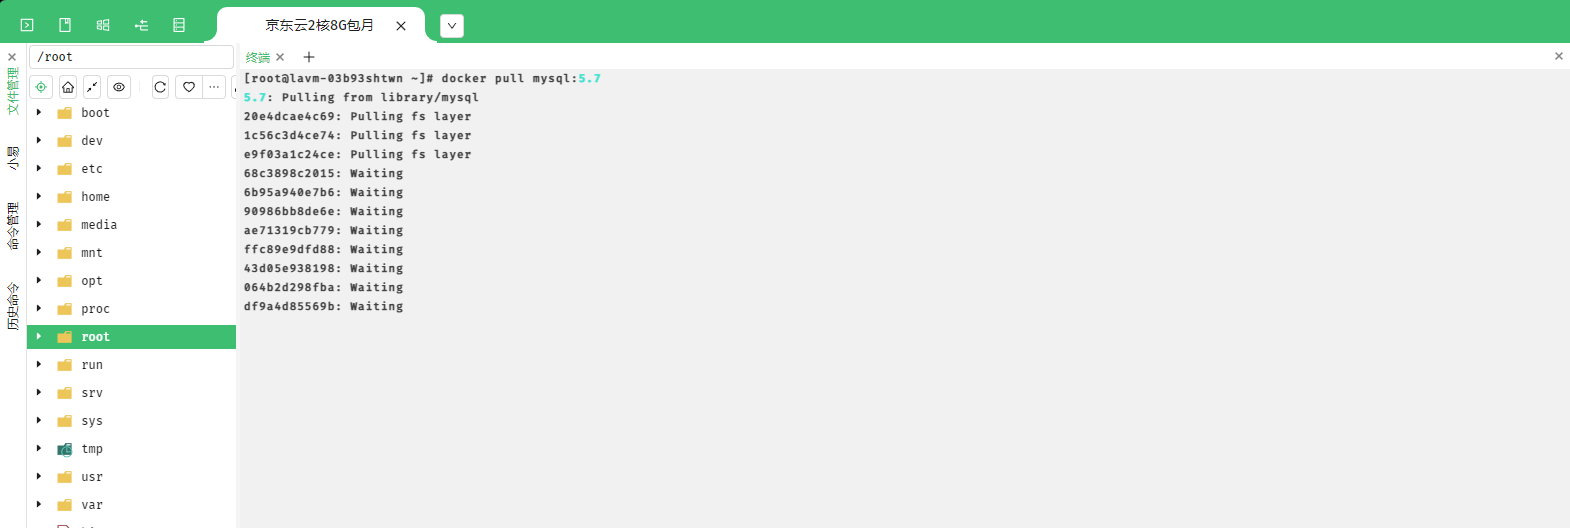 京东云2核8G包月
/root
文件管理
小易
命令管理
历史命令
boot
dev
etc
home
media
mnt
opt
proc
root
run
srv
sys
tmp
usr
var
终端
[root@lavm-03b93shtwn ~]# docker pull mysql:5.7
5.7: Pulling from library/mysql
20e4dcae4c69: Pulling fs layer
1c56c3d4ce74: Pulling fs layer
e9f03a1c24ce: Pulling fs layer
68c3898c2015: Waiting
6b95a940e7b6: Waiting
90986bb8de6e: Waiting
ae71319cb779: Waiting
ffc89e9dfd88: Waiting
43d05e938198: Waiting
064b2d298fba: Waiting
df9a4d85569b: Waiting